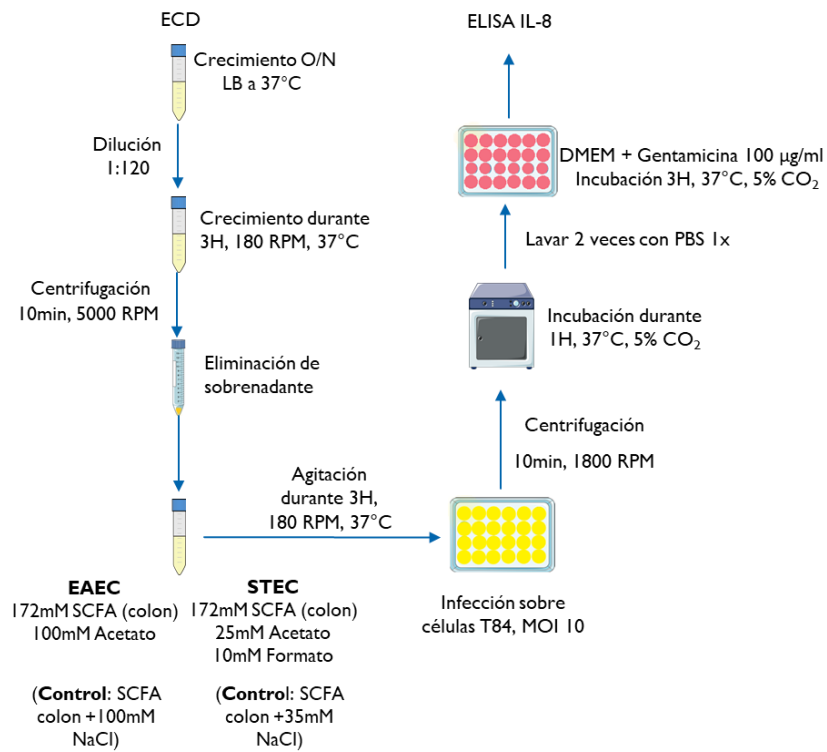 ECD
Crecimiento O/N
LB a 37°C
Dilución
1:120
Crecimiento durante
3H, 180 RPM, 37°C
Centrifugación
10min, 5000 RPM
Eliminación de
sobrenadante
EAEC
172mM SCFA (colon)
100mM Acetato
(Control: SCFA
colon +100mM
NaCl)
STEC
172mM SCFA (colon)
25mM Acetato
10mM Formato
(Control: SCFA
colon +35mM
NaCl)
Agitación
durante 3H,
180 RPM, 37°C
Infección sobre
células T84, MOI 10
Centrifugación
10min, 1800 RPM
Incubación durante
1H, 37°C, 5% CO₂
Lavar 2 veces con PBS 1x
DMEM + Gentamicina 100 µg/ml
Incubación 3H, 37°C, 5% CO₂
ELISA IL-8